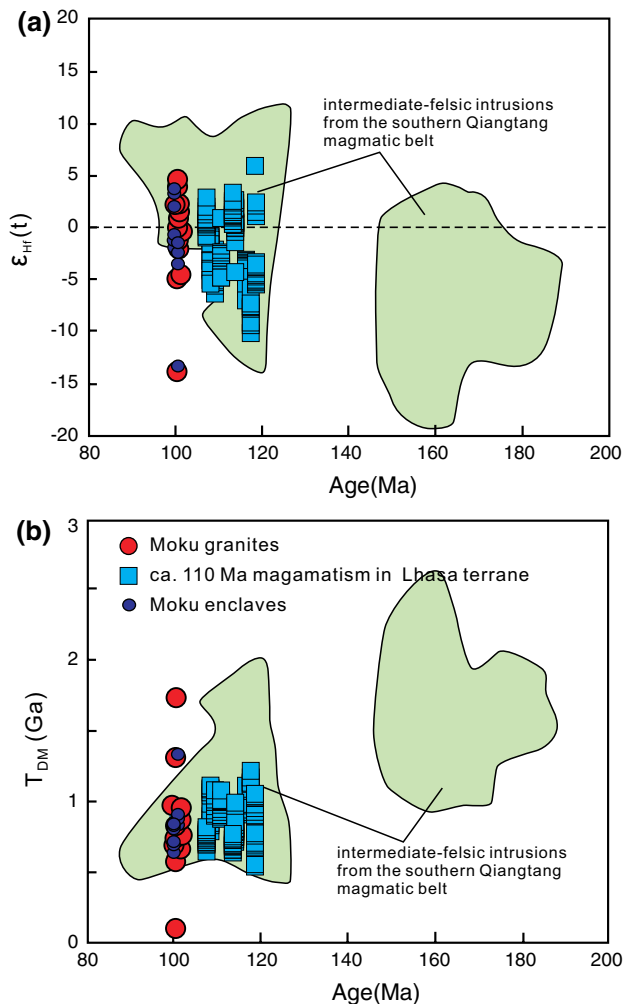 (a)
20
15
10
5
0
-5
-10
-15
-20
εHf(t)
intermediate-felsic intrusions
from the southern Qiangtang
magmatic belt
80 100 120 140 160 180 200
Age(Ma)
(b)
3
2
1
0
TDM (Ga)
Moku granites
ca. 110 Ma magamatism in Lhasa terrane
Moku enclaves
intermediate-felsic intrusions
from the southern Qiangtang
magmatic belt
80 100 120 140 160 180 200
Age(Ma)